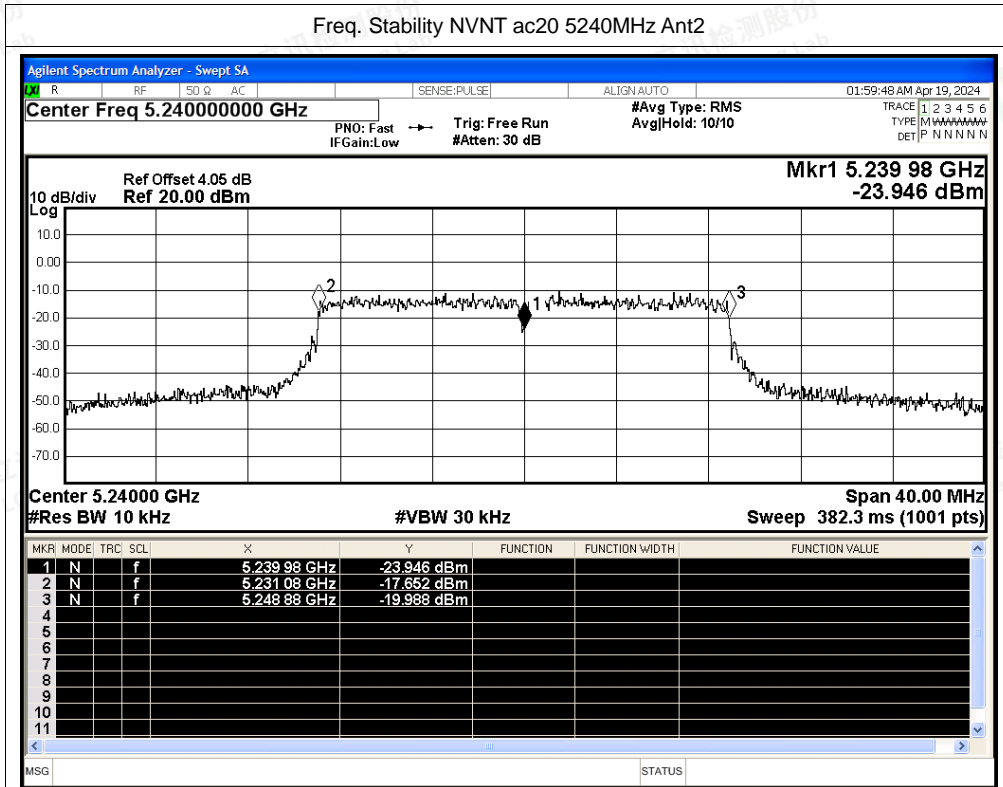 Freq. Stability NVNT ac20 5240MHz Ant2
Agilent Spectrum Analyzer - Swept SA
LXI R RF 50 Ω AC SENSE:PULSE ALIGN AUTO 01:59:48 AM Apr 19, 2024
Center Freq 5.240000000 GHz #Avg Type: RMS TRACE 1 2 3 4 5 6
PNO: Fast Trig: Free Run Avg|Hold: 10/10 TYPE M WWWWW
IFGain:Low #Atten: 30 dB DET P N N N N N
Mkr1 5.239 98 GHz
Ref Offset 4.05 dB
10 dB/div Ref 20.00 dBm -23.946 dBm
Log
10.0
0.00
-10.0
2 1 3
-20.0
-30.0
-40.0
-50.0
-60.0
-70.0
Center 5.24000 GHz Span 40.00 MHz
#Res BW 10 kHz #VBW 30 kHz Sweep 382.3 ms (1001 pts)
MKR MODE TRC SCL X Y FUNCTION FUNCTION WIDTH FUNCTION VALUE
1 N f 5.239 98 GHz -23.946 dBm
2 N f 5.231 08 GHz -17.652 dBm
3 N f 5.248 88 GHz -19.988 dBm
4
5
6
7
8
9
10
11
MSG STATUS